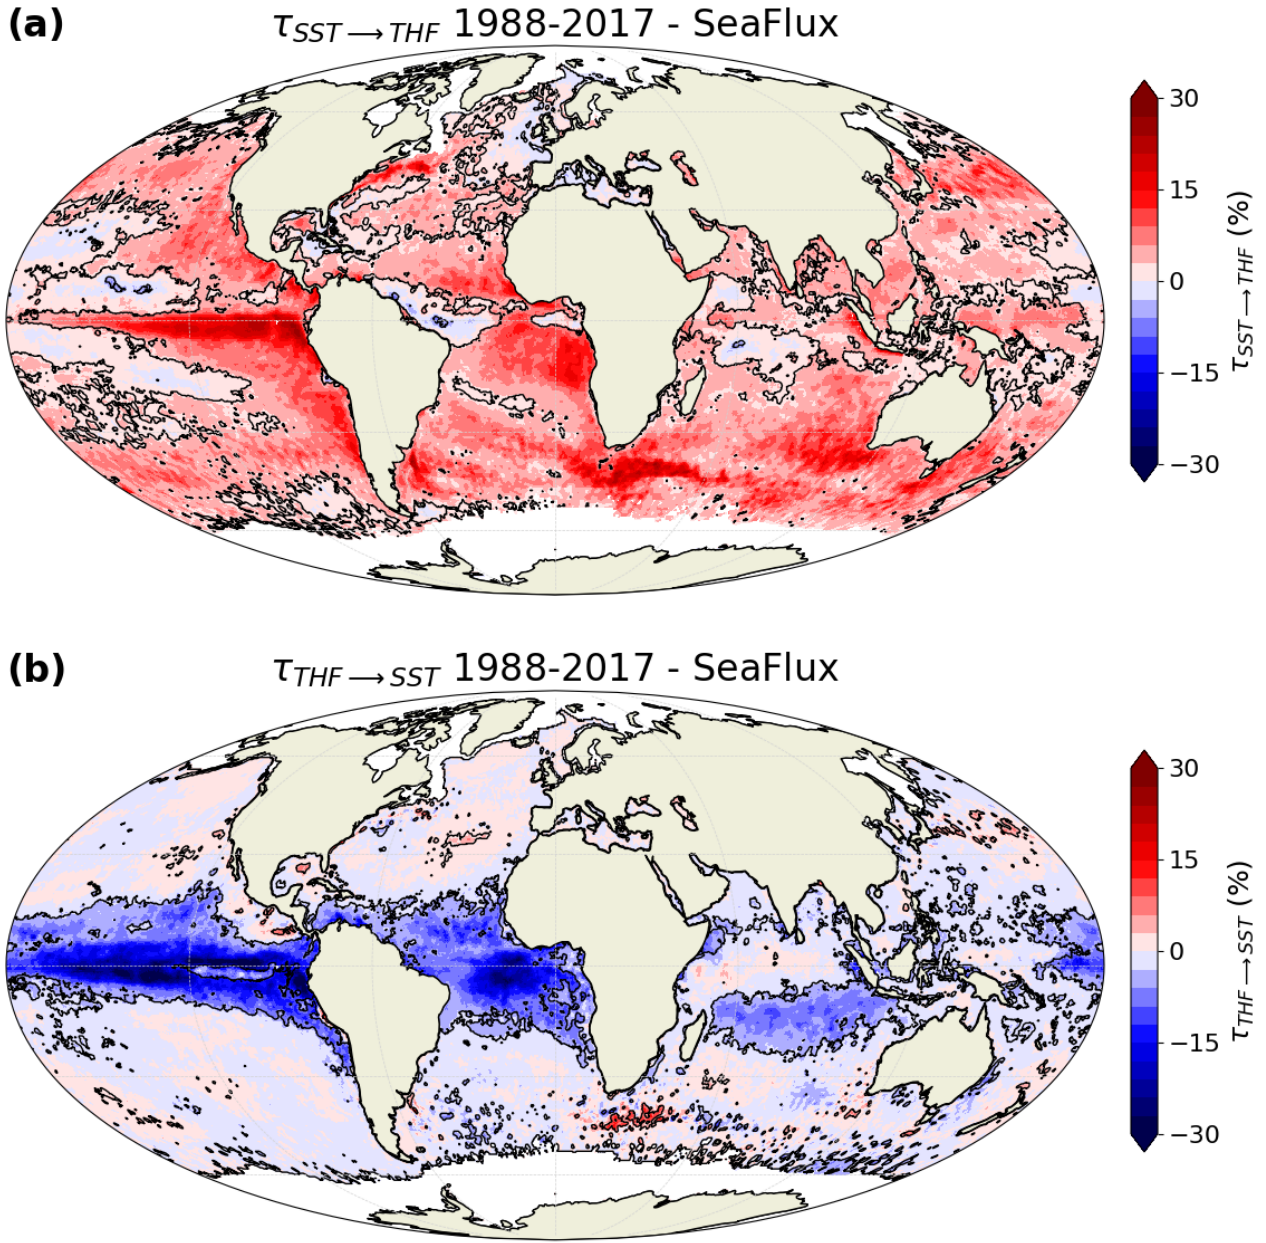 (a)
τSST⟶THF 1988-2017 - SeaFlux
30
15
0
−15
−30
τSST⟶THF (%)
(b)
τTHF⟶SST 1988-2017 - SeaFlux
30
15
0
−15
−30
τTHF⟶SST (%)